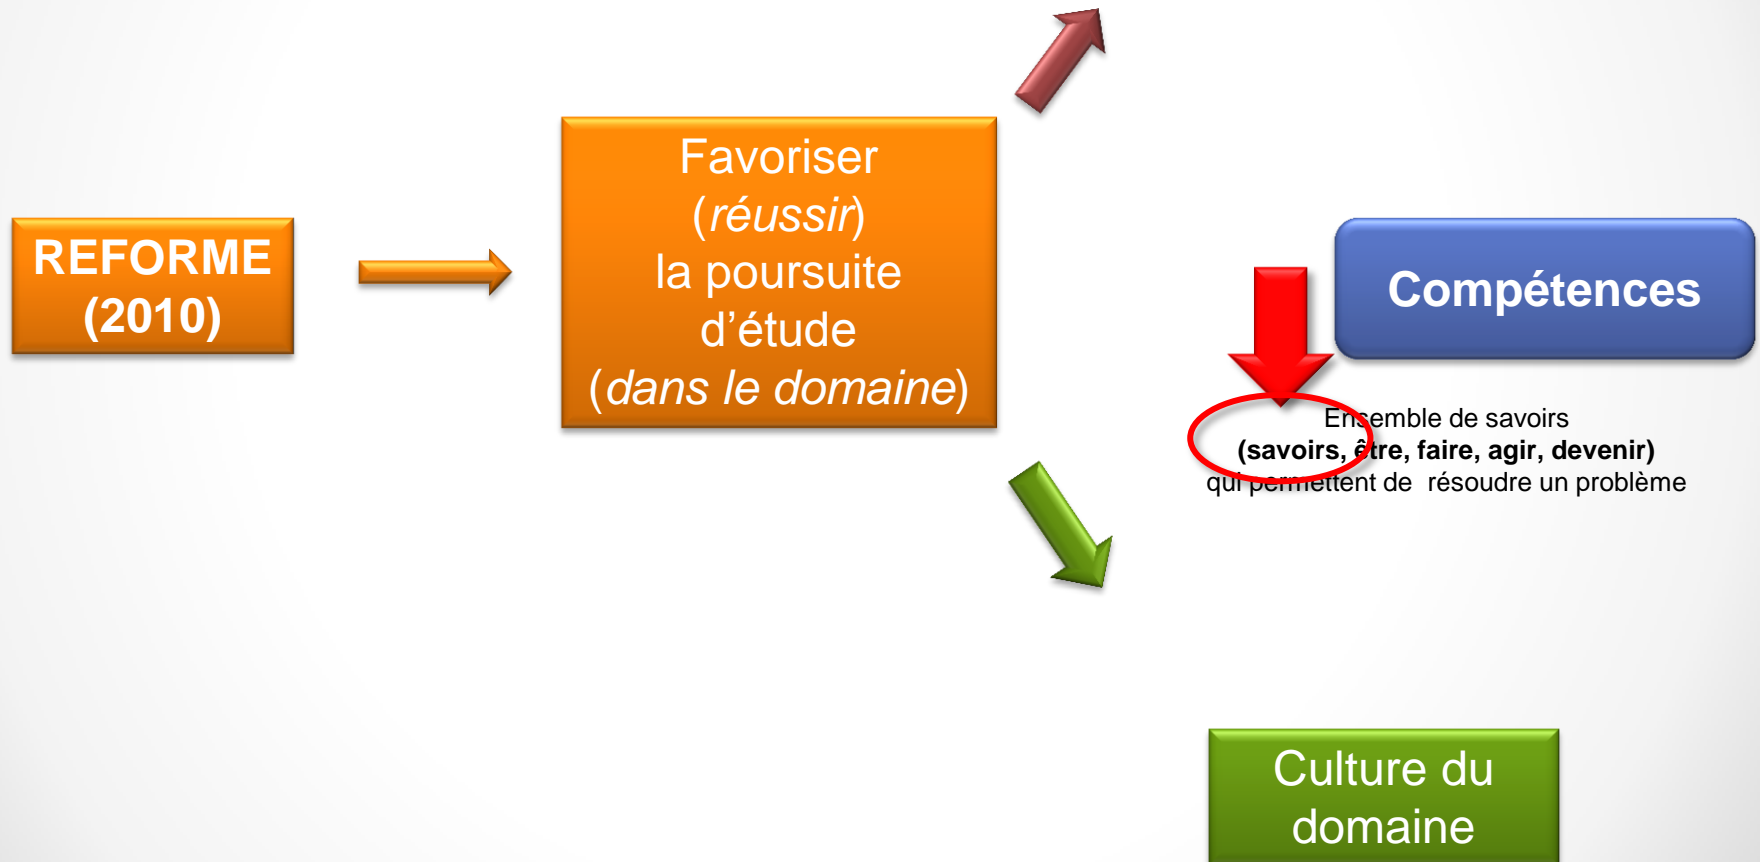 REFORME
(2010)
Favoriser
(réussir)
la poursuite
d’étude
(dans le domaine)
Compétences
Ensemble de savoirs
(savoirs, être, faire, agir, devenir)
qui permettent de résoudre un problème
Culture du
domaine